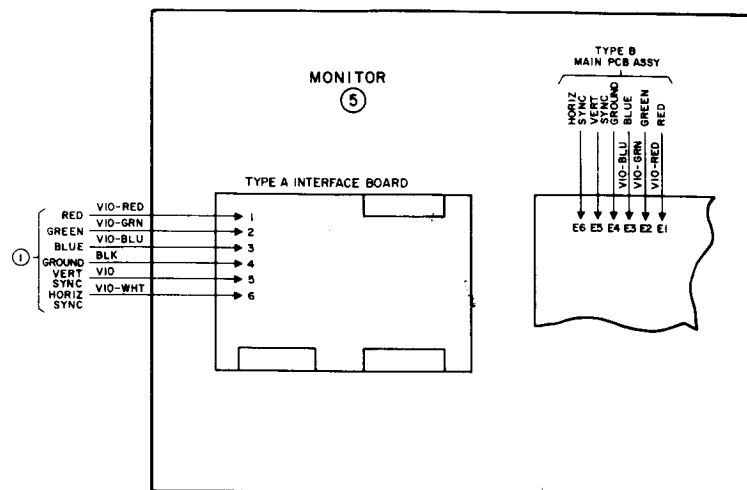 MONITOR
5
TYPE A INTERFACE BOARD
1
RED VIO-RED 1
GREEN VIO-GRN 2
BLUE VIO-BLU 3
GROUND BLK 4
VERT SYNC VIO 5
HORIZ SYNC VIO-WHT 6
TYPE B
MAIN PCB ASSY
HORIZ SYNC
VERT SYNC
GROUND
BLUE
GREEN
RED
VIO-BLU
VIO-GRN
VIO-RED
E6 E5 E4 E3 E2 E1